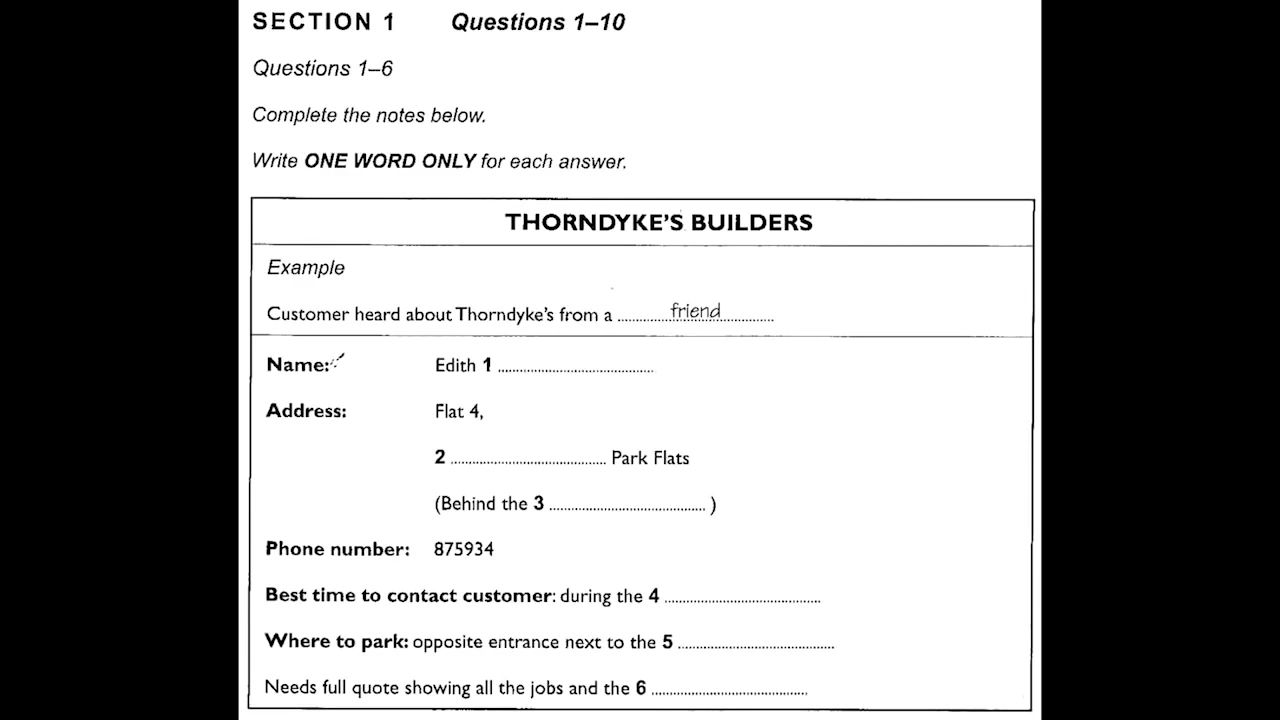 SECTION 1 Questions 1–10
Questions 1–6
Complete the notes below.
Write ONE WORD ONLY for each answer.
THORNDYKE'S BUILDERS
Example
Customer heard about Thorndyke's from a ........friend........
Name: Edith 1 ........................
Address: Flat 4,
2 ........................ Park Flats
(Behind the 3 ........................ )
Phone number: 875934
Best time to contact customer: during the 4 ........................
Where to park: opposite entrance next to the 5 ........................
Needs full quote showing all the jobs and the 6 ........................